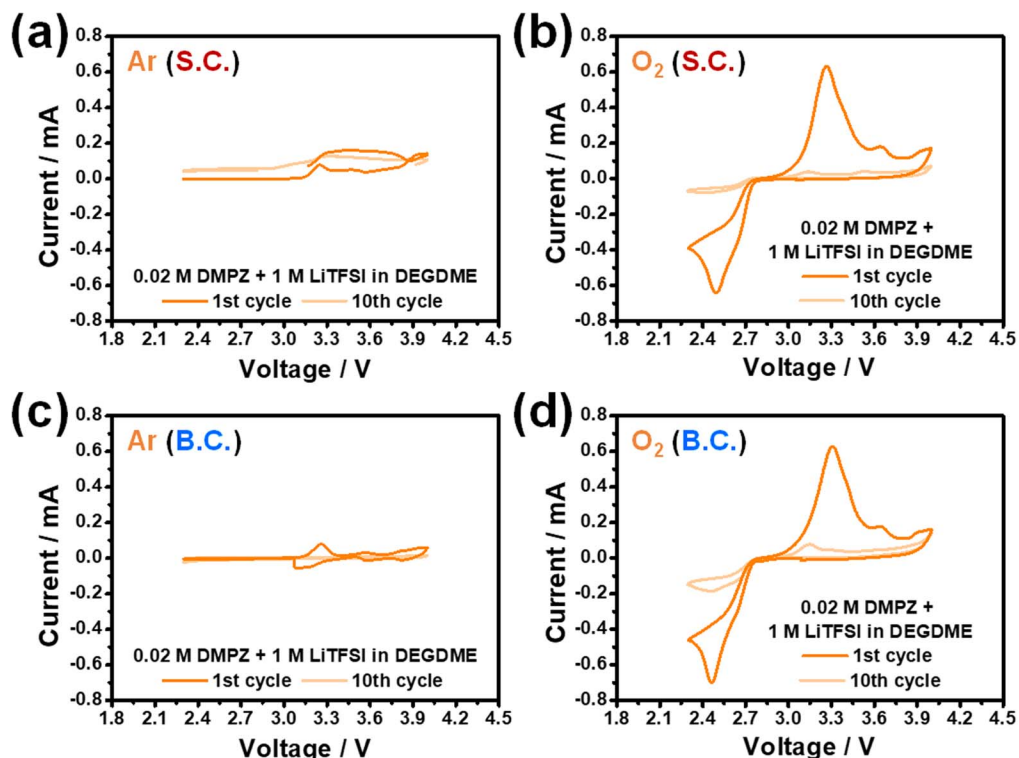 (a)
Ar (S.C.)
Current / mA
0.8
0.6
0.4
0.2
0.0
-0.2
-0.4
-0.6
-0.8
0.02 M DMPZ + 1 M LiTFSI in DEGDME
1st cycle 10th cycle
1.8 2.1 2.4 2.7 3.0 3.3 3.6 3.9 4.2 4.5
Voltage / V
(b)
O2 (S.C.)
Current / mA
0.8
0.6
0.4
0.2
0.0
-0.2
-0.4
-0.6
-0.8
0.02 M DMPZ +
1 M LiTFSI in DEGDME
1st cycle
10th cycle
1.8 2.1 2.4 2.7 3.0 3.3 3.6 3.9 4.2 4.5
Voltage / V
(c)
Ar (B.C.)
Current / mA
0.8
0.6
0.4
0.2
0.0
-0.2
-0.4
-0.6
-0.8
0.02 M DMPZ + 1 M LiTFSI in DEGDME
1st cycle 10th cycle
1.8 2.1 2.4 2.7 3.0 3.3 3.6 3.9 4.2 4.5
Voltage / V
(d)
O2 (B.C.)
Current / mA
0.8
0.6
0.4
0.2
0.0
-0.2
-0.4
-0.6
-0.8
0.02 M DMPZ +
1 M LiTFSI in DEGDME
1st cycle
10th cycle
1.8 2.1 2.4 2.7 3.0 3.3 3.6 3.9 4.2 4.5
Voltage / V